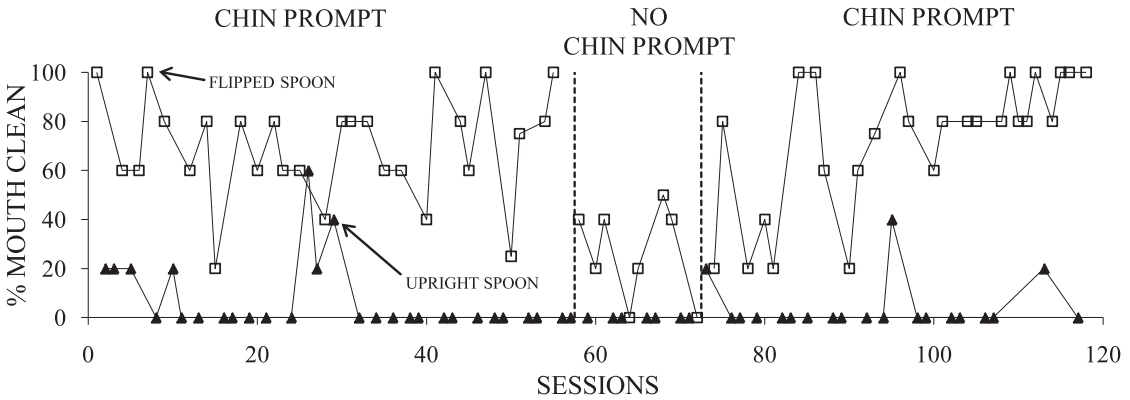 CHIN PROMPT
NO
CHIN PROMPT
CHIN PROMPT
% MOUTH CLEAN
100
80
60
40
20
0
FLIPPED SPOON
UPRIGHT SPOON
0 20 40 60 80 100 120
SESSIONS